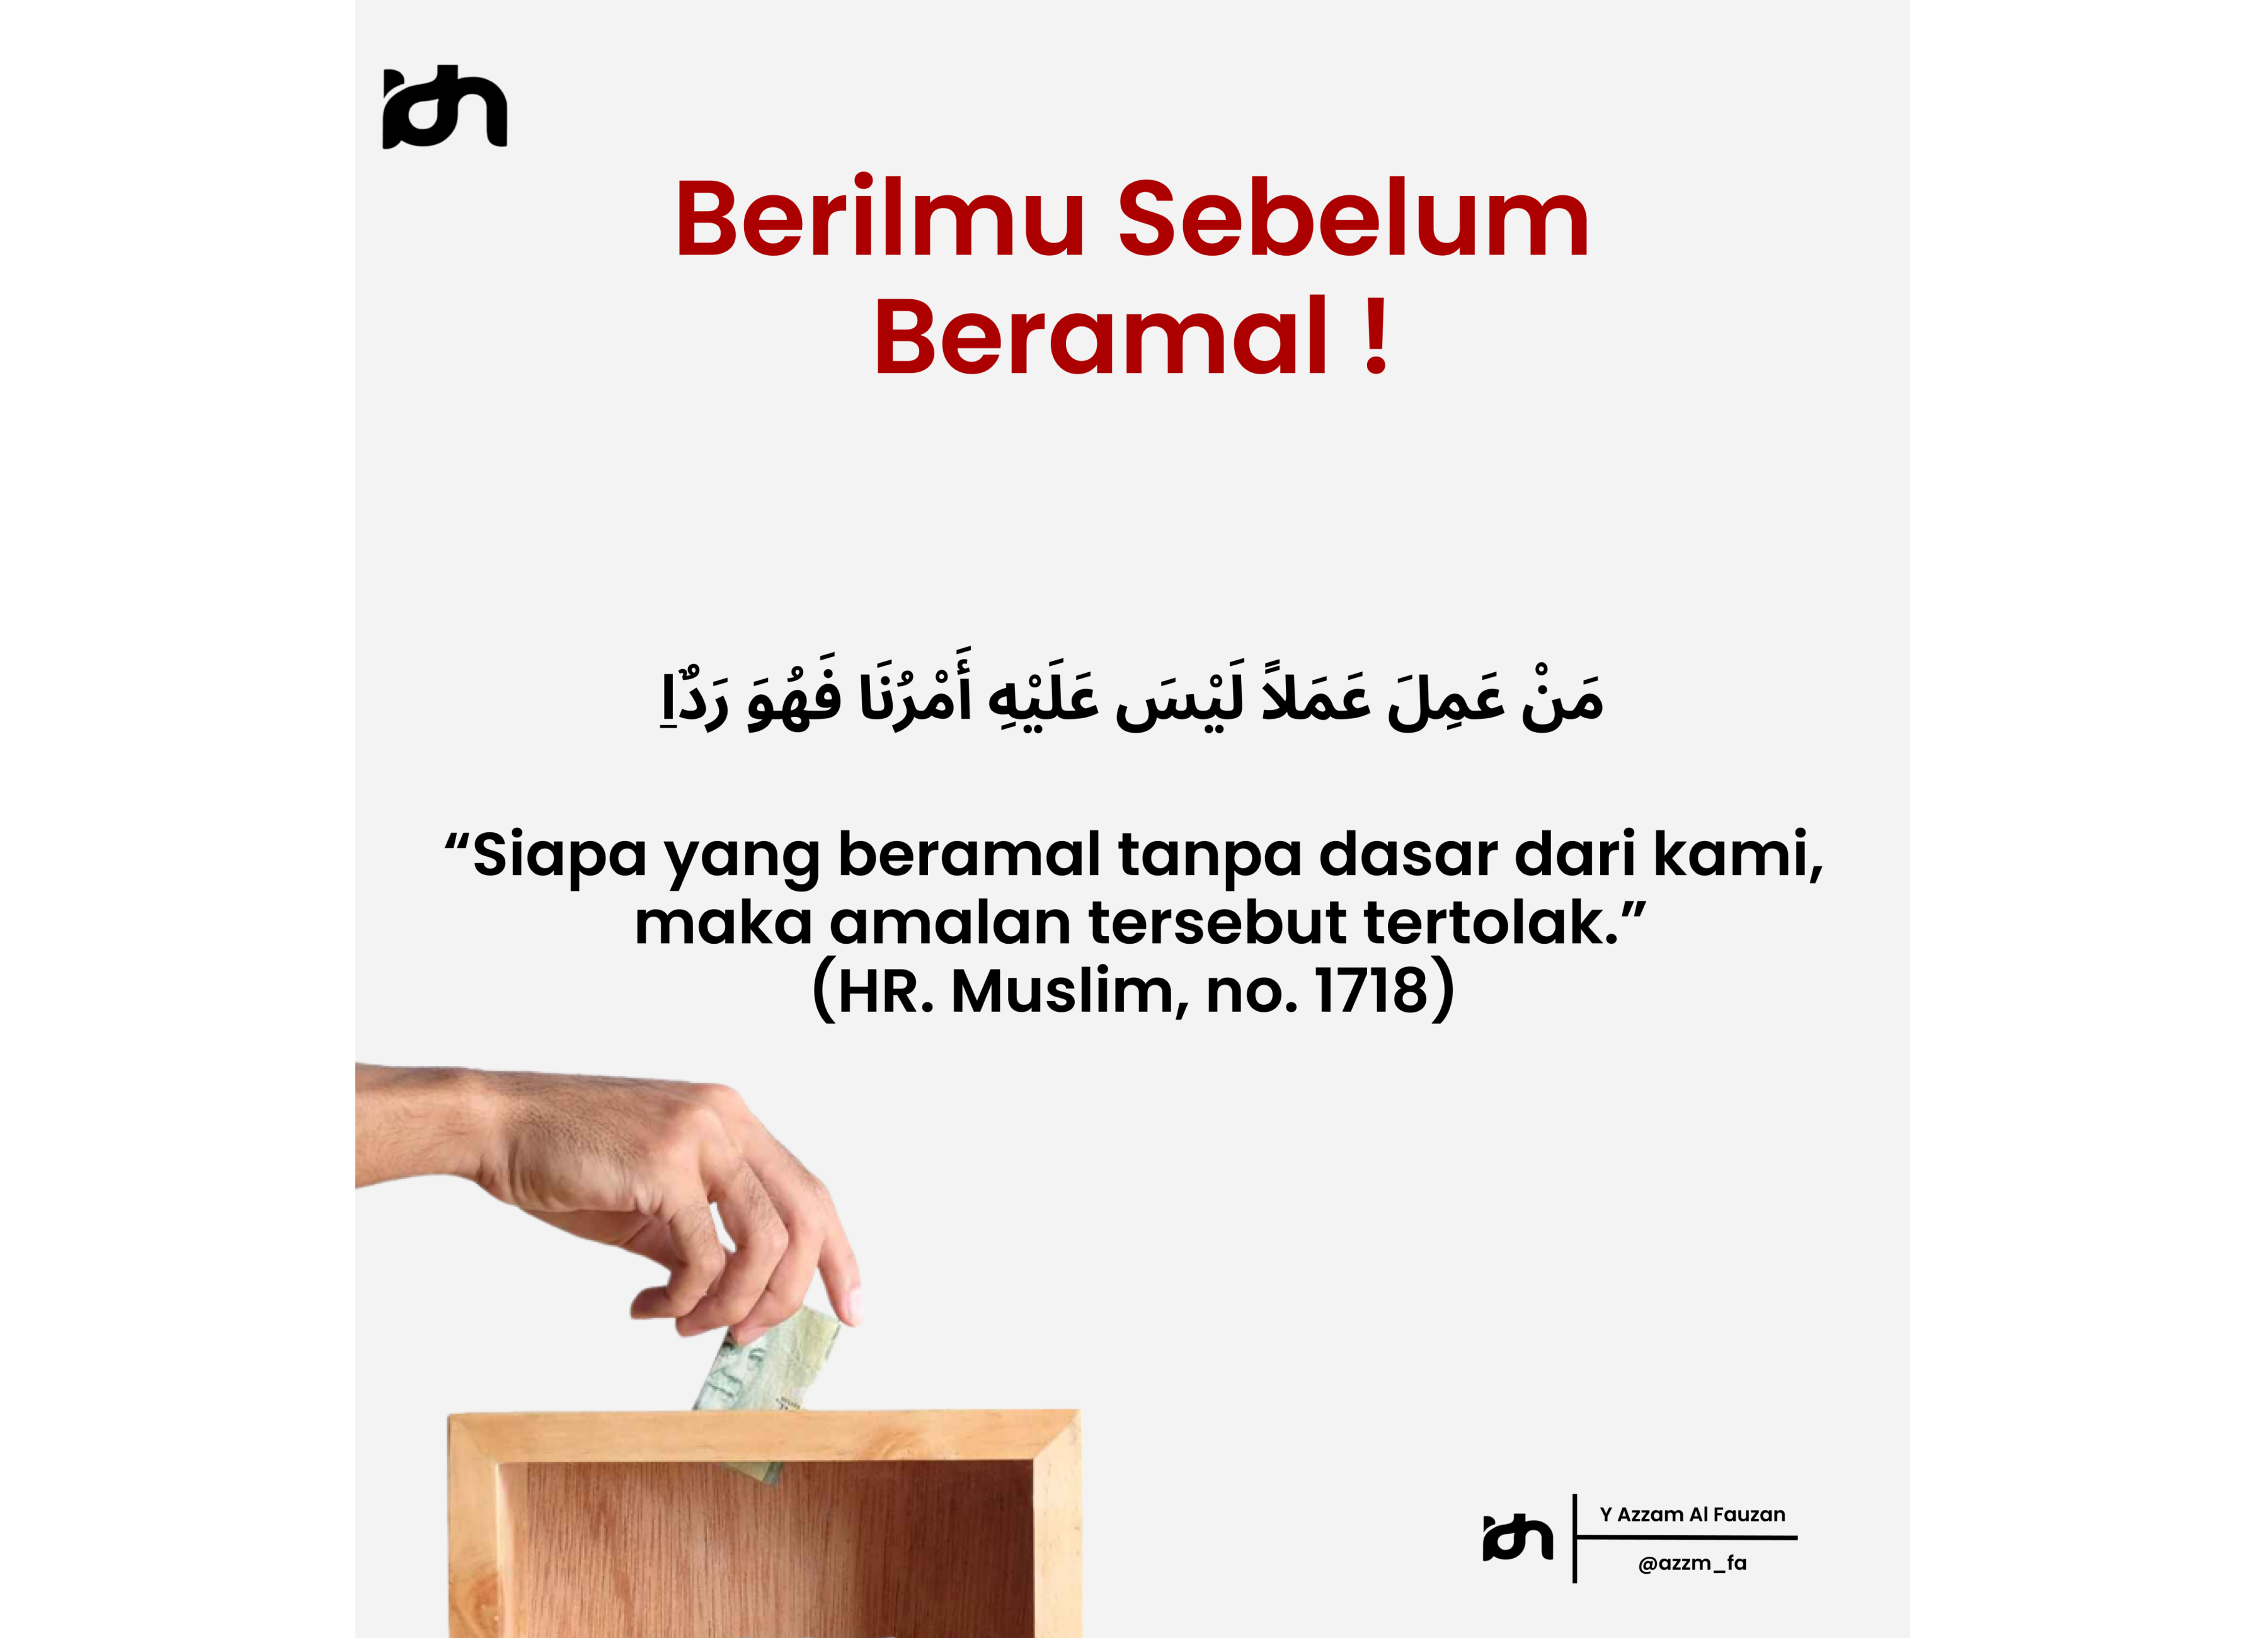 Berilmu Sebelum
Beramal !
مَنْ عَمِلَ عَمَلاً لَيْسَ عَلَيْهِ أَمْرُنَا فَهُوَ رَدٌّاِ
“Siapa yang beramal tanpa dasar dari kami,
maka amalan tersebut tertolak.”
(HR. Muslim, no. 1718)
Y Azzam Al Fauzan
@azzm_fa